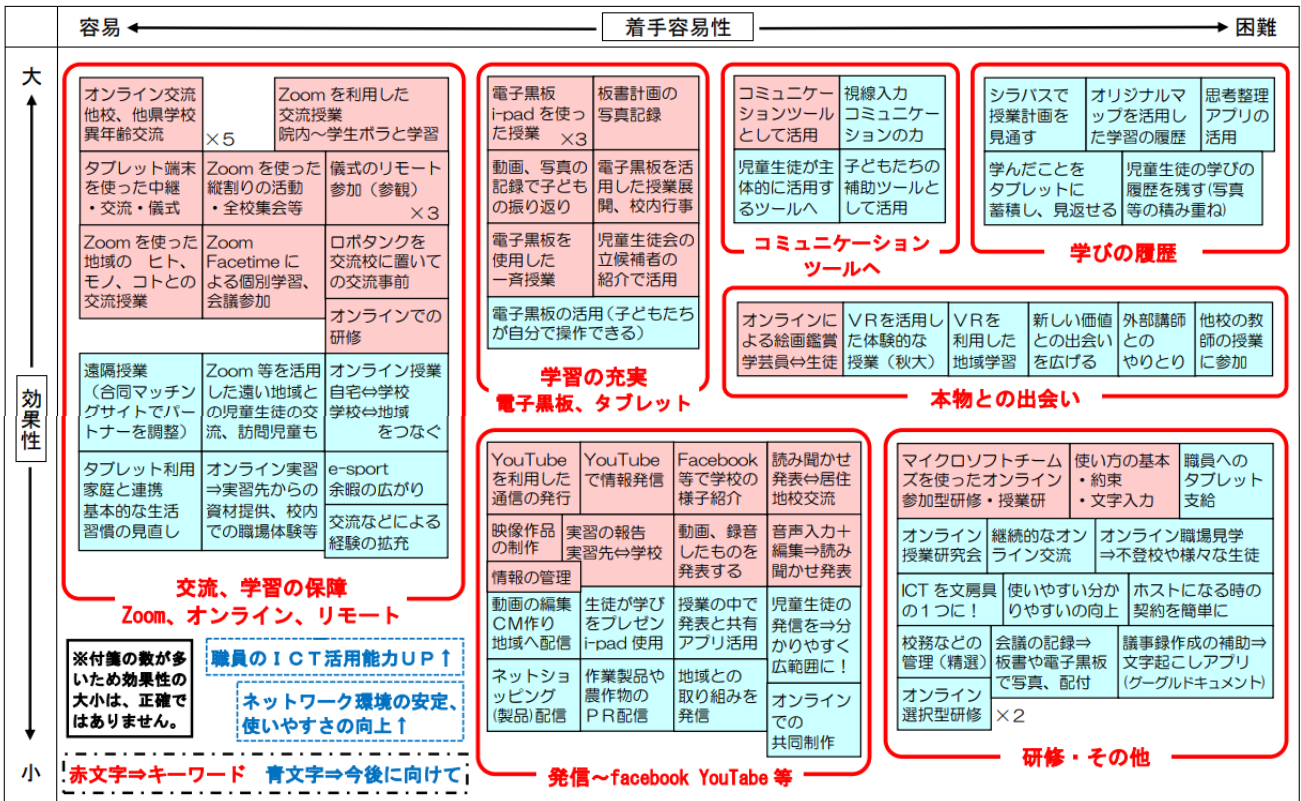 容易
着手容易性
困難
大
効果性
小
オンライン交流
他校、他県学校
異年齢交流
×5
Zoomを利用した
交流授業
院内～学生ボラと学習
タブレット端末
を使った中継
・交流・儀式
Zoomを使った
縦割りの活動
・全校集会等
儀式のリモート
参加（参観）
×3
Zoomを使った
地域の　ヒト、
モノ、コトとの
交流授業
Zoom
Facetimeに
よる個別学習、
会議参加
ロボタンクを
交流校に置いて
の交流事前
オンラインでの
研修
遠隔授業
（合同マッチン
グサイトでパー
トナーを調整）
Zoom等を活用
した遠い地域と
の児童生徒の交
流、訪問児童も
オンライン授業
自宅⇔学校
学校⇔地域
をつなぐ
タブレット利用
家庭と連携
基本的な生活
習慣の見直し
オンライン実習
⇒実習先からの
資材提供、校内
での職場体験等
e-sport
余暇の広がり
交流などによる
経験の拡充
交流、学習の保障
Zoom、オンライン、リモート
電子黒板
i-padを使っ
た授業
×3
板書計画の
写真記録
動画、写真の
記録で子ども
の振り返り
電子黒板を活
用した授業展
開、校内行事
電子黒板を
使用した
一斉授業
児童生徒会の
立候補者の
紹介で活用
電子黒板の活用（子どもたち
が自分で操作できる）
学習の充実
電子黒板、タブレット
コミュニケー
ションツール
として活用
視線入力
コミュニケー
ションの力
児童生徒が主
体的に活用す
るツールへ
子どもたちの
補助ツールと
して活用
コミュニケーション
ツールへ
シラバスで
授業計画を
見通す
オリジナルマ
ップを活用し
た学習の履歴
思考整理
アプリの
活用
学んだことを
タブレットに
蓄積し、見返せる
児童生徒の学びの
履歴を残す(写真
等の積み重ね)
学びの履歴
オンラインに
よる絵画鑑賞
学芸員⇔生徒
ＶＲを活用し
た体験的な
授業（秋大）
ＶＲを
利用した
地域学習
新しい価値
との出会い
を広げる
外部講師
との
やりとり
他校の教
師の授業
に参加
本物との出会い
YouTube
を利用した
通信の発行
YouTube
で情報発信
Facebook
等で学校の
様子紹介
読み聞かせ
発表⇔居住
地校交流
映像作品
の制作
実習の報告
実習先⇔学校
動画、録音
したものを
発表する
音声入力＋
編集⇒読み
聞かせ発表
情報の管理
動画の編集
CM作り
地域へ配信
生徒が学び
をプレゼン
i-pad使用
授業の中で
発表と共有
アプリ活用
児童生徒の
発信を⇒分
かりやすく
広範囲に！
ネットショ
ッピング
(製品)配信
作業製品や
農作物の
ＰＲ配信
地域との
取り組みを
発信
オンライン
での
共同制作
発信～facebook YouTabe 等
マイクロソフトチーム
ズを使ったオンライン
参加型研修・授業研
使い方の基本
・約束
・文字入力
職員への
タブレット
支給
オンライン
授業研究会
継続的なオン
ライン交流
オンライン職場見学
⇒不登校や様々な生徒
ICTを文房具
の１つに！
使いやすい分か
りやすいの向上
ホストになる時の
契約を簡単に
校務などの
管理（精選）
会議の記録⇒
板書や電子黒板
で写真、配付
議事録作成の補助⇒
文字起こしアプリ
(グーグルドキュメント)
オンライン
選択型研修
×2
研修・その他
※付箋の数が多
いため効果性の
大小は、正確で
はありません。
職員のＩＣＴ活用能力UP↑
ネットワーク環境の安定、
使いやすさの向上↑
赤文字⇒キーワード　青文字⇒今後に向けて